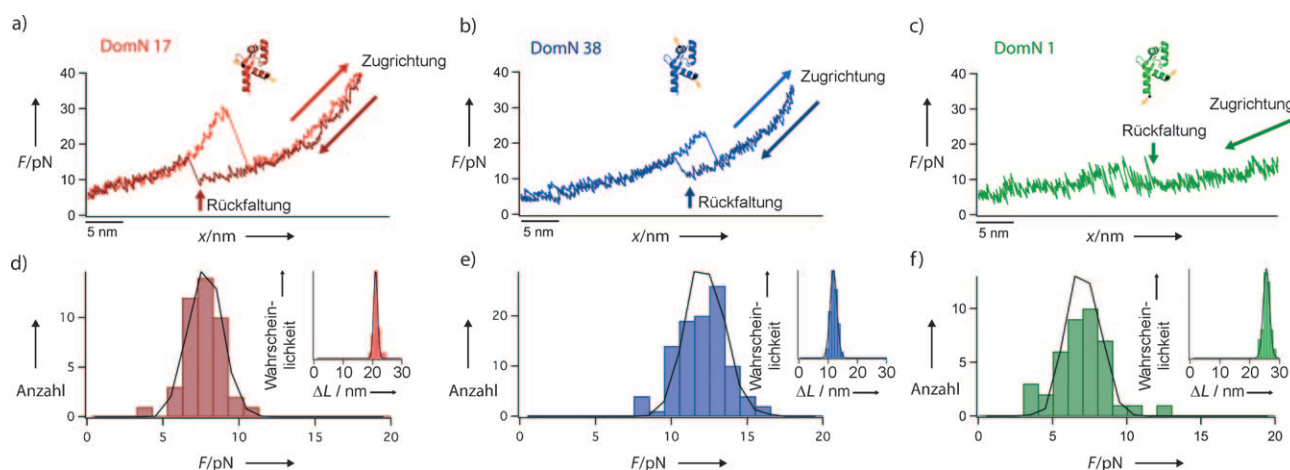 a)
DomN 17
Zugrichtung
40
30
20
10
0
F/pN
Rückfaltung
5 nm
x/nm
b)
DomN 38
Zugrichtung
40
30
20
10
0
F/pN
Rückfaltung
5 nm
x/nm
c)
DomN 1
Zugrichtung
Rückfaltung
40
30
20
10
0
F/pN
5 nm
x/nm
d)
10
5
0
Anzahl
Wahrschein-
lichkeit
0 10 20 30
ΔL / nm
0 5 10 15 20
F/pN
e)
20
10
0
Anzahl
Wahrschein-
lichkeit
0 10 20 30
ΔL / nm
0 5 10 15 20
F/pN
f)
10
5
0
Anzahl
Wahrschein-
lichkeit
0 10 20 30
ΔL / nm
0 5 10 15 20
F/pN